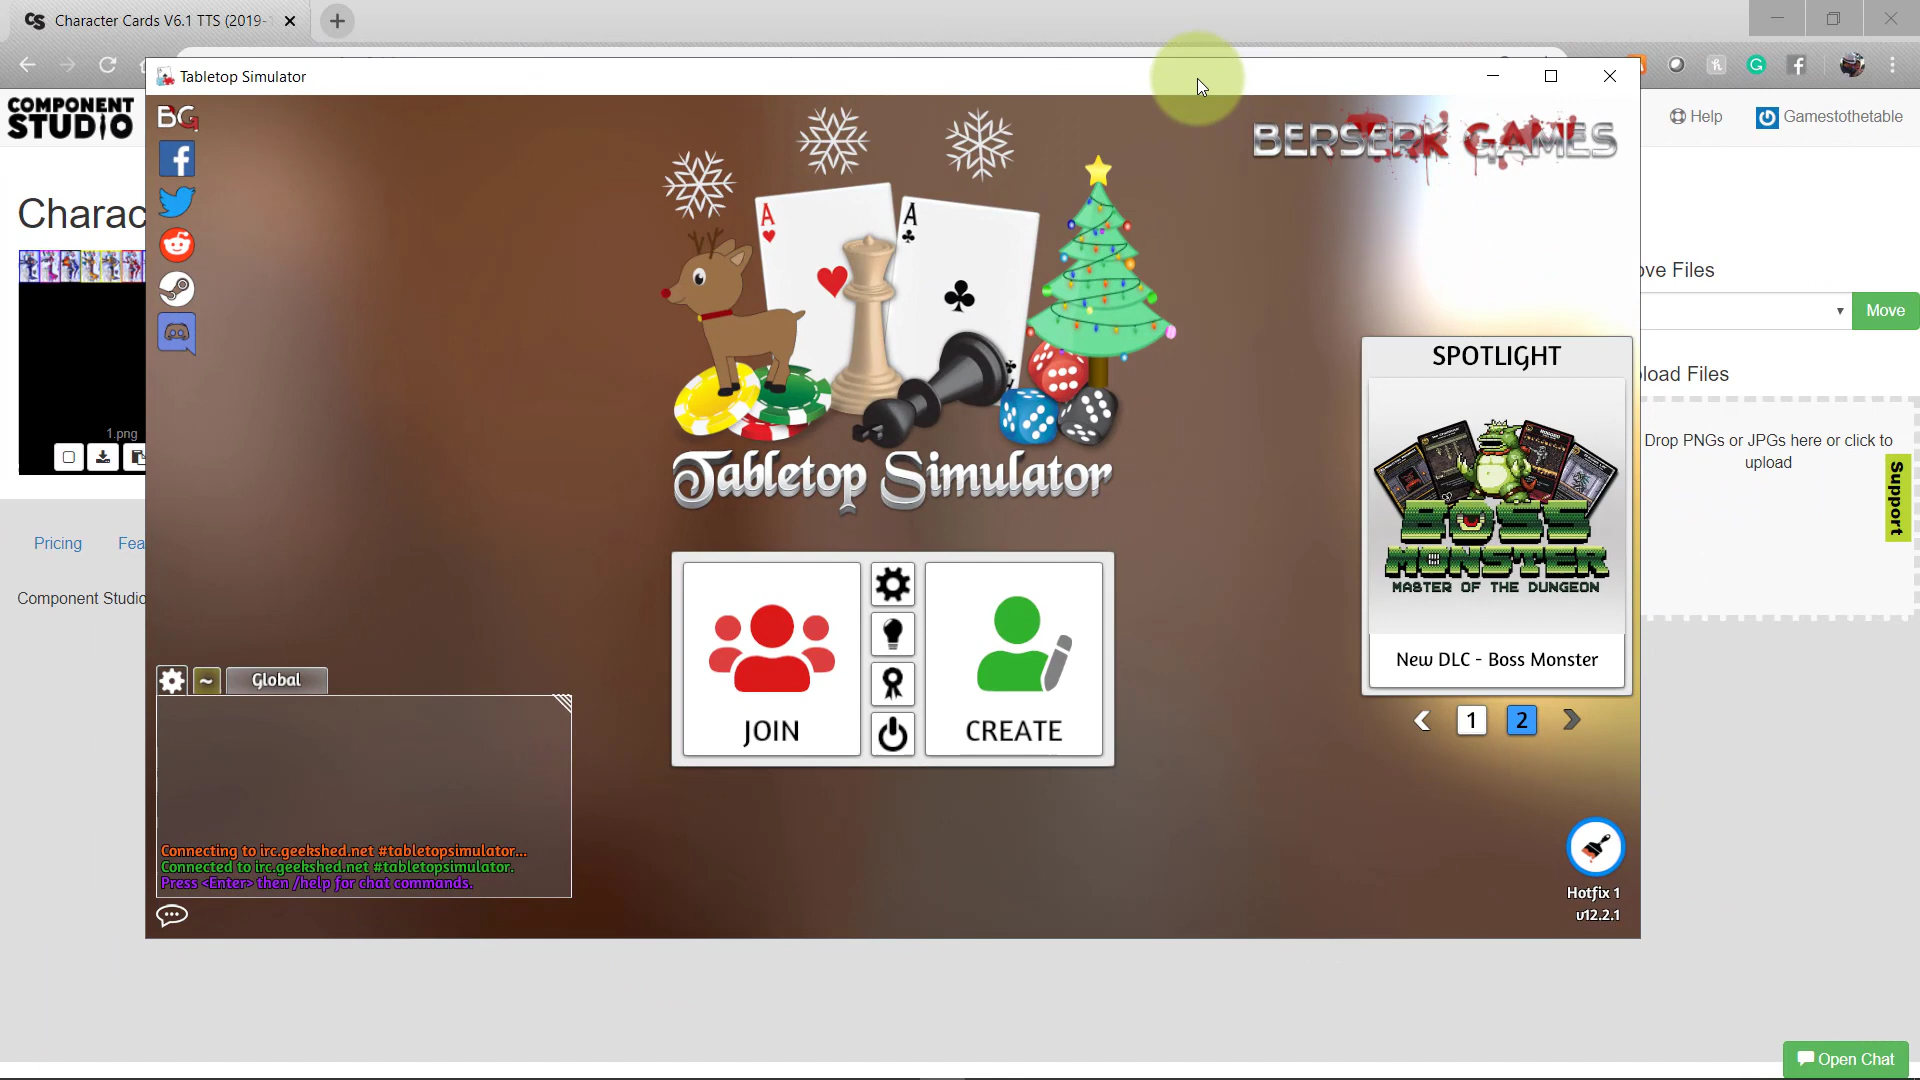 Character Cards V6.1 TTS (2019-
Tabletop Simulator
COMPONENT
STUDIO
Help
Gamestothetable
BG
BERSERK GAMES
A
A
Charac
ove Files
Move
load Files
Drop PNGs or JPGs here or click to
upload
Support
1.png
SPOTLIGHT
BOSS
MONSTER
MASTER OF THE DUNGEON
New DLC - Boss Monster
1
2
Tabletop Simulator
JOIN
CREATE
Pricing
Fea
Component Studio
~
Global
Connecting to irc.geekshed.net #tabletopsimulator...
Connected to irc.geekshed.net #tabletopsimulator.
Press <Enter> then /help for chat commands.
Hotfix 1
v12.2.1
Open Chat